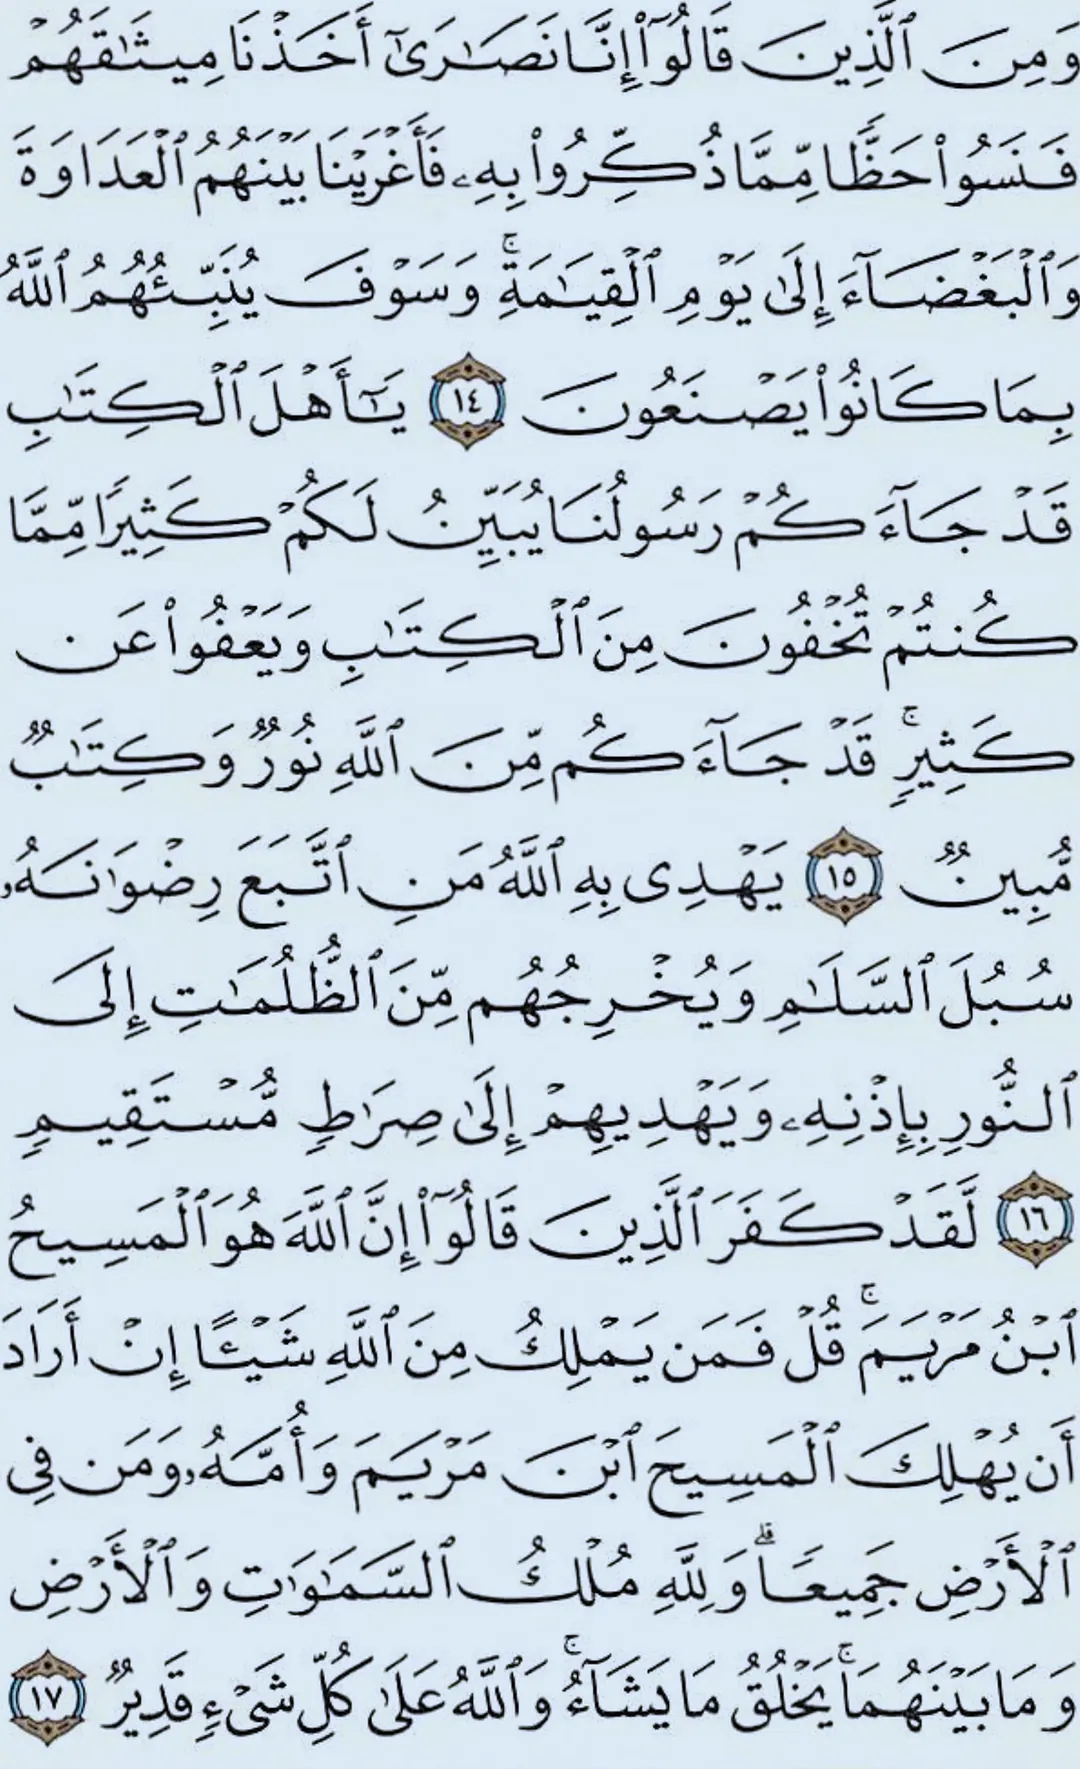 وَمِنَ ٱلَّذِينَ قَالُوٓا۟ إِنَّا نَصَـٰرَىٰٓ أَخَذْنَا مِيثَـٰقَهُمْ
فَنَسُوا۟ حَظًّا مِّمَّا ذُكِّرُوا۟ بِهِۦ فَأَغْرَيْنَا بَيْنَهُمُ ٱلْعَدَاوَةَ
وَٱلْبَغْضَآءَ إِلَىٰ يَوْمِ ٱلْقِيَـٰمَةِ ۚ وَسَوْفَ يُنَبِّئُهُمُ ٱللَّهُ
بِمَا كَانُوا۟ يَصْنَعُونَ ١٤ يَـٰٓأَهْلَ ٱلْكِتَـٰبِ
قَدْ جَآءَكُمْ رَسُولُنَا يُبَيِّنُ لَكُمْ كَثِيرًا مِّمَّا
كُنتُمْ تُخْفُونَ مِنَ ٱلْكِتَـٰبِ وَيَعْفُوا۟ عَن
كَثِيرٍ ۚ قَدْ جَآءَكُم مِّنَ ٱللَّهِ نُورٌ وَكِتَـٰبٌ
مُّبِينٌ ١٥ يَهْدِى بِهِ ٱللَّهُ مَنِ ٱتَّبَعَ رِضْوَٰنَهُۥ
سُبُلَ ٱلسَّلَـٰمِ وَيُخْرِجُهُم مِّنَ ٱلظُّلُمَـٰتِ إِلَى
ٱلنُّورِ بِإِذْنِهِۦ وَيَهْدِيهِمْ إِلَىٰ صِرَٰطٍ مُّسْتَقِيمٍ
١٦ لَّقَدْ كَفَرَ ٱلَّذِينَ قَالُوٓا۟ إِنَّ ٱللَّهَ هُوَ ٱلْمَسِيحُ
ٱبْنُ مَرْيَمَ ۚ قُلْ فَمَن يَمْلِكُ مِنَ ٱللَّهِ شَيْـًٔا إِنْ أَرَادَ
أَن يُهْلِكَ ٱلْمَسِيحَ ٱبْنَ مَرْيَمَ وَأُمَّهُۥ وَمَن فِى
ٱلْأَرْضِ جَمِيعًا ۗ وَلِلَّهِ مُلْكُ ٱلسَّمَـٰوَٰتِ وَٱلْأَرْضِ
وَمَا بَيْنَهُمَا ۚ يَخْلُقُ مَا يَشَآءُ ۚ وَٱللَّهُ عَلَىٰ كُلِّ شَىْءٍ قَدِيرٌ ١٧